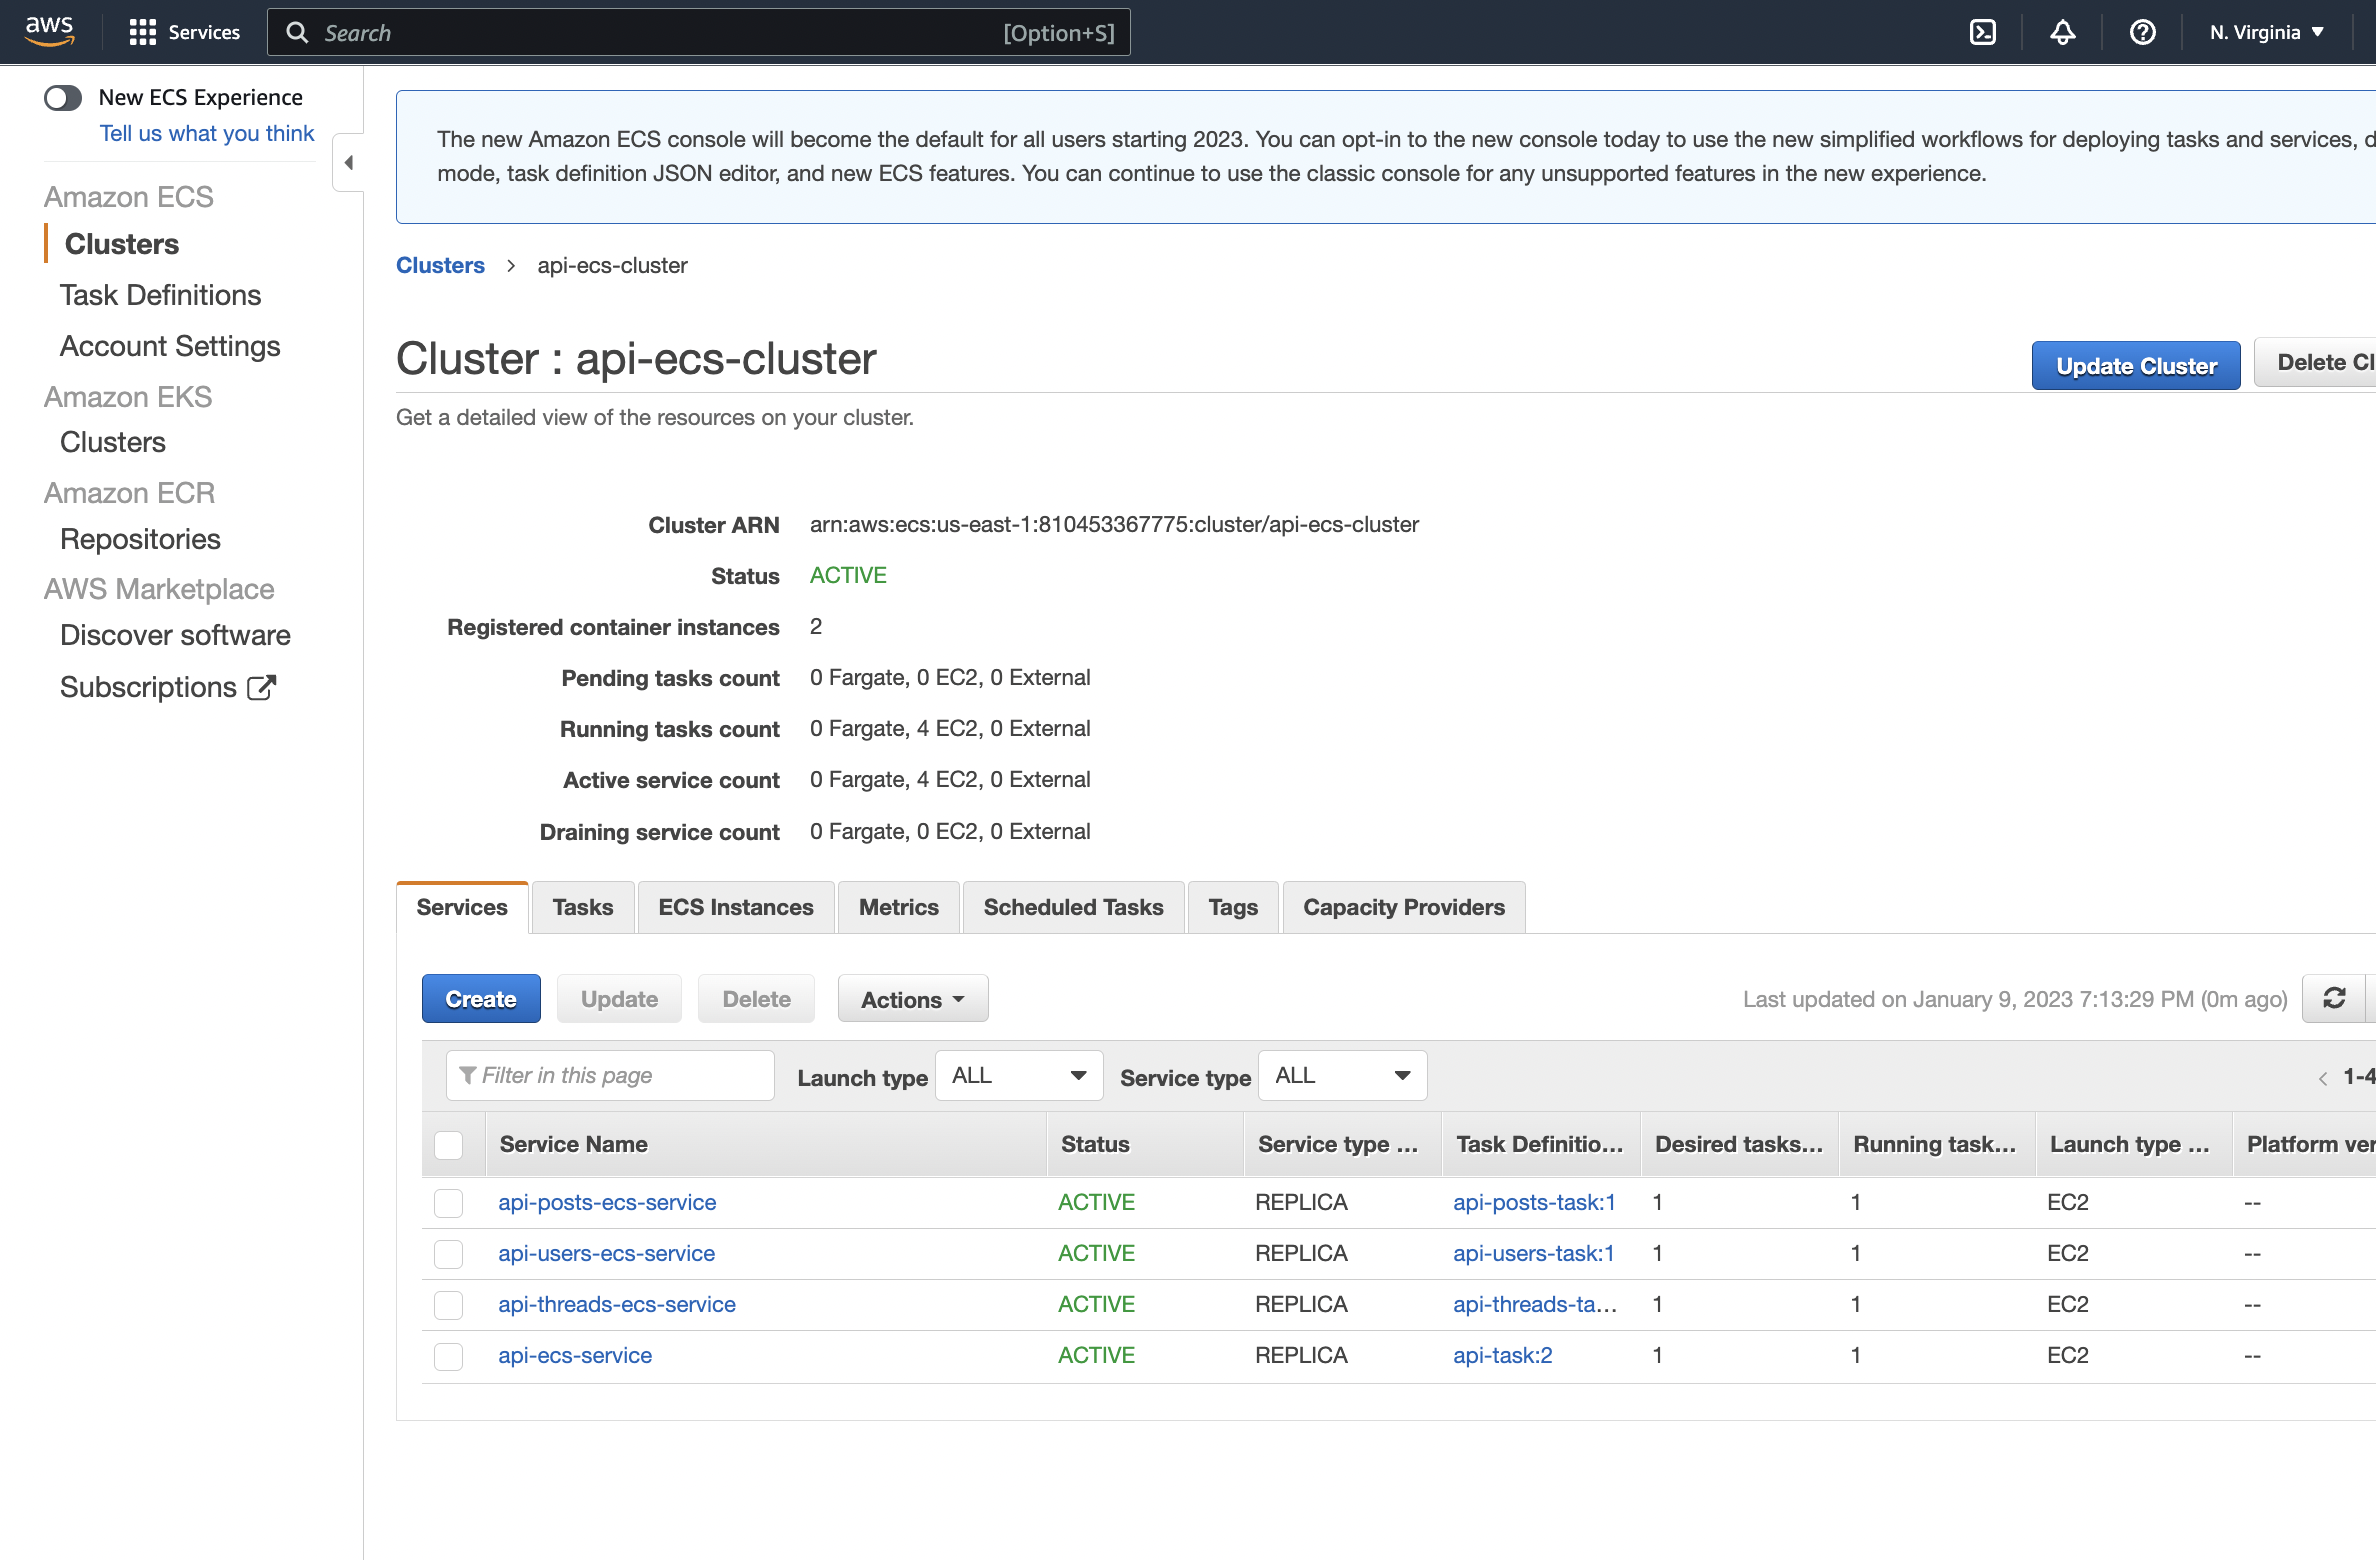 aws Services Search [Option+S] N. Virginia
New ECS Experience
Tell us what you think
Amazon ECS
Clusters
Task Definitions
Account Settings
Amazon EKS
Clusters
Amazon ECR
Repositories
AWS Marketplace
Discover software
Subscriptions
The new Amazon ECS console will become the default for all users starting 2023. You can opt-in to the new console today to use the new simplified workflows for deploying tasks and services, d
mode, task definition JSON editor, and new ECS features. You can continue to use the classic console for any unsupported features in the new experience.
Clusters > api-ecs-cluster
Cluster : api-ecs-cluster
Update Cluster Delete Cl
Get a detailed view of the resources on your cluster.
Cluster ARN arn:aws:ecs:us-east-1:810453367775:cluster/api-ecs-cluster
Status ACTIVE
Registered container instances 2
Pending tasks count 0 Fargate, 0 EC2, 0 External
Running tasks count 0 Fargate, 4 EC2, 0 External
Active service count 0 Fargate, 4 EC2, 0 External
Draining service count 0 Fargate, 0 EC2, 0 External
Services Tasks ECS Instances Metrics Scheduled Tasks Tags Capacity Providers
Create Update Delete Actions Last updated on January 9, 2023 7:13:29 PM (0m ago)
Filter in this page Launch type ALL Service type ALL < 1-4
Service Name Status Service type ... Task Definitio... Desired tasks... Running task... Launch type ... Platform ver
api-posts-ecs-service ACTIVE REPLICA api-posts-task:1 1 1 EC2 --
api-users-ecs-service ACTIVE REPLICA api-users-task:1 1 1 EC2 --
api-threads-ecs-service ACTIVE REPLICA api-threads-ta... 1 1 EC2 --
api-ecs-service ACTIVE REPLICA api-task:2 1 1 EC2 --